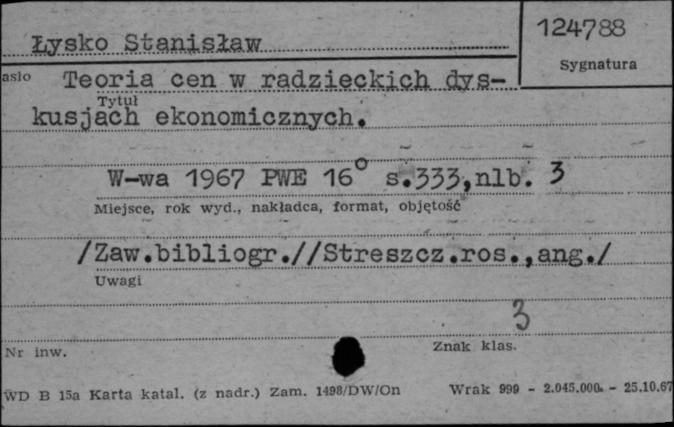 124788
Łysko Stanisław
Sygnatura
asło Teoria cen w radzieckich dys-
Tytuł
kusjach ekonomicznych.
W-wa 1967 PWE 16° s.333,nlb. 3
Miejsce, rok wyd., nakładca, format, objętość
/Zaw.bibliogr.//Streszcz.ros.,ang./
Uwagi
3
Nr inw.
Znak klas.
WD B 15a Karta katal. (z nadr.) Zam. 1498/DW/On Wrak 999 - 2.045.000. - 25.10.67